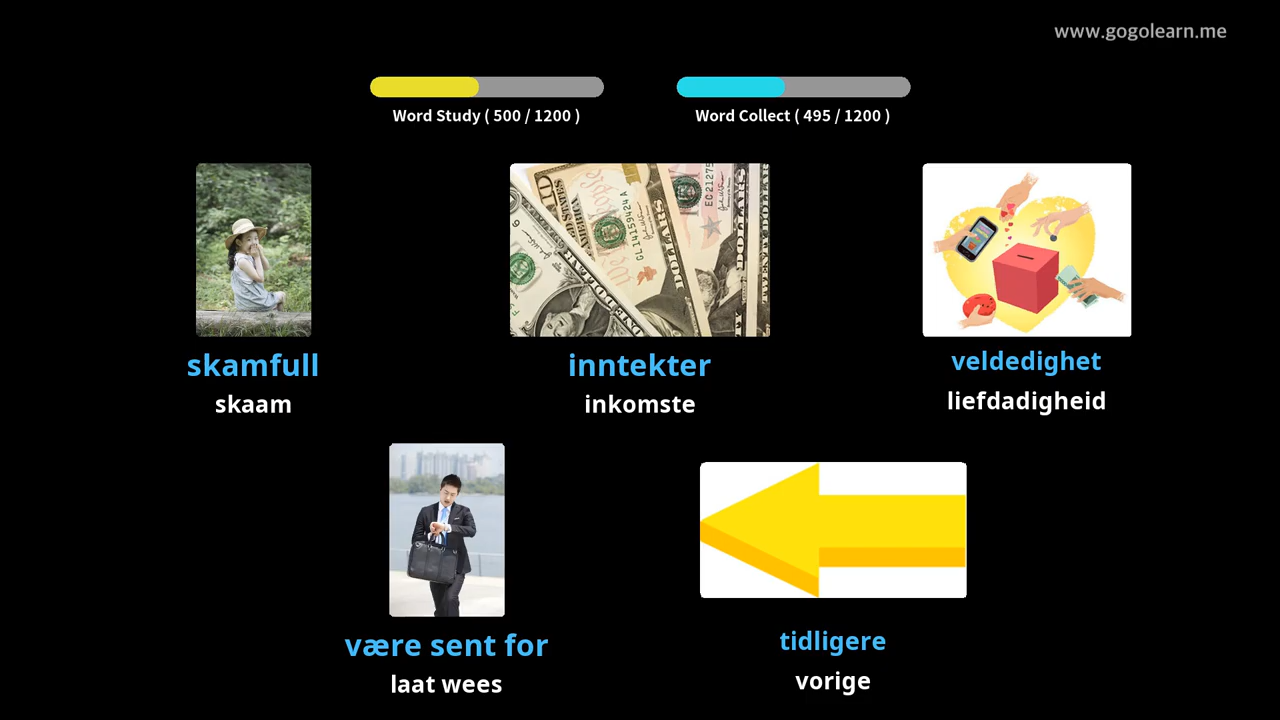 www.gogolearn.me
Word Study ( 500 / 1200 )
Word Collect ( 495 / 1200 )
skamfull
skaam
inntekter
inkomste
veldedighet
liefdadigheid
være sent for
laat wees
tidligere
vorige